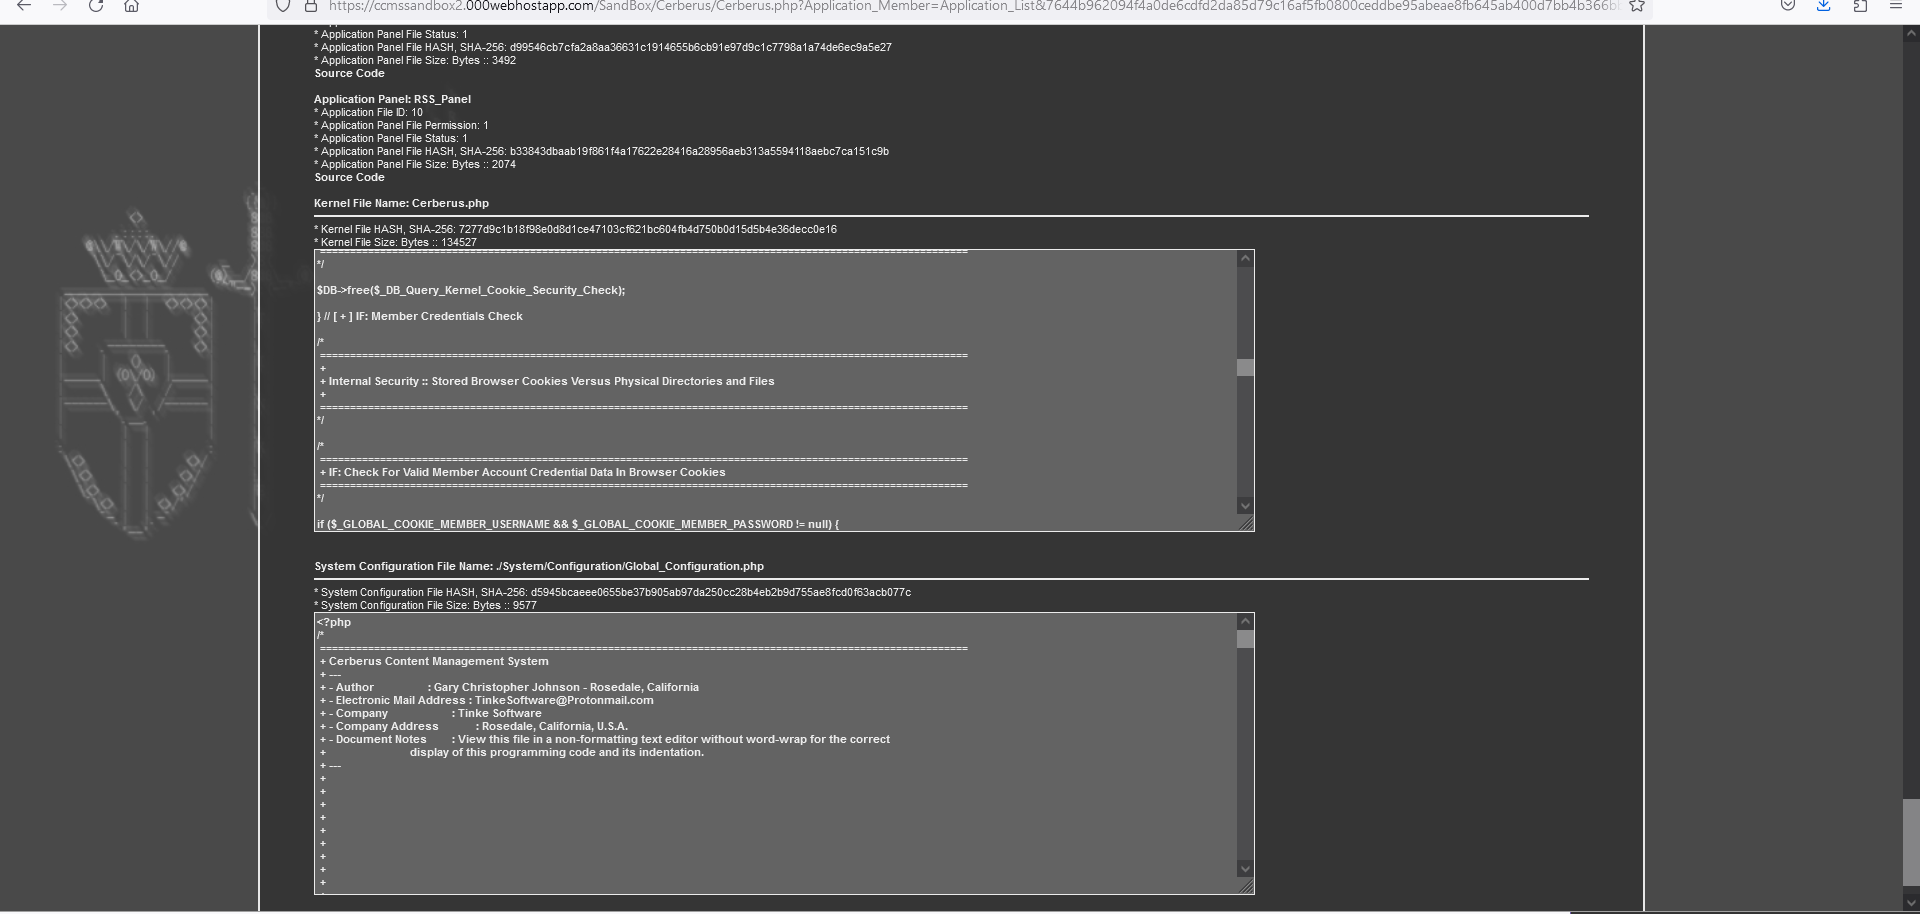 https://ccmssandbox2.000webhostapp.com/SandBox/Cerberus/Cerberus.php?Application_Member=Application_List&7644b962094f4a0de6cdfd2da85d79c16af5fb0800ceddbe95abeae8fb645ab400d7bb4b366b
* Application Panel File Status: 1
* Application Panel File HASH, SHA-256: d99546cb7cfa2a8aa36631c1914655b6cb91e97d9c1c7798a1a74de6ec9a5e27
* Application Panel File Size: Bytes :: 3492
Source Code
Application Panel: RSS_Panel
* Application File ID: 10
* Application Panel File Permission: 1
* Application Panel File Status: 1
* Application Panel File HASH, SHA-256: b33843dbaab19f861f4a17622e28416a28956aeb313a5594118aebc7ca151c9b
* Application Panel File Size: Bytes :: 2074
Source Code
Kernel File Name: Cerberus.php
* Kernel File HASH, SHA-256: 7277d9c1b18f98e0d8d1ce47103cf621bc604fb4d750b0d15d5b4e36decc0e16
* Kernel File Size: Bytes :: 134527
============================================================================================================
*/
$DB->free($_DB_Query_Kernel_Cookie_Security_Check);
} // [ + ] IF: Member Credentials Check
/*
============================================================================================================
+
+ Internal Security :: Stored Browser Cookies Versus Physical Directories and Files
+
============================================================================================================
*/
/*
============================================================================================================
+ IF: Check For Valid Member Account Credential Data In Browser Cookies
============================================================================================================
*/
if ($_GLOBAL_COOKIE_MEMBER_USERNAME && $_GLOBAL_COOKIE_MEMBER_PASSWORD != null) {
System Configuration File Name: ./System/Configuration/Global_Configuration.php
* System Configuration File HASH, SHA-256: d5945bcaeee0655be37b905ab97da250cc28b4eb2b9d755ae8fcd0f63acb077c
* System Configuration File Size: Bytes :: 9577
<?php
/*
============================================================================================================
+ Cerberus Content Management System
+ ---
+ - Author : Gary Christopher Johnson - Rosedale, California
+ - Electronic Mail Address : TinkeSoftware@Protonmail.com
+ - Company : Tinke Software
+ - Company Address : Rosedale, California, U.S.A.
+ - Document Notes : View this file in a non-formatting text editor without word-wrap for the correct
+ display of this programming code and its indentation.
+ ---
+
+
+
+
+
+
+
+
+